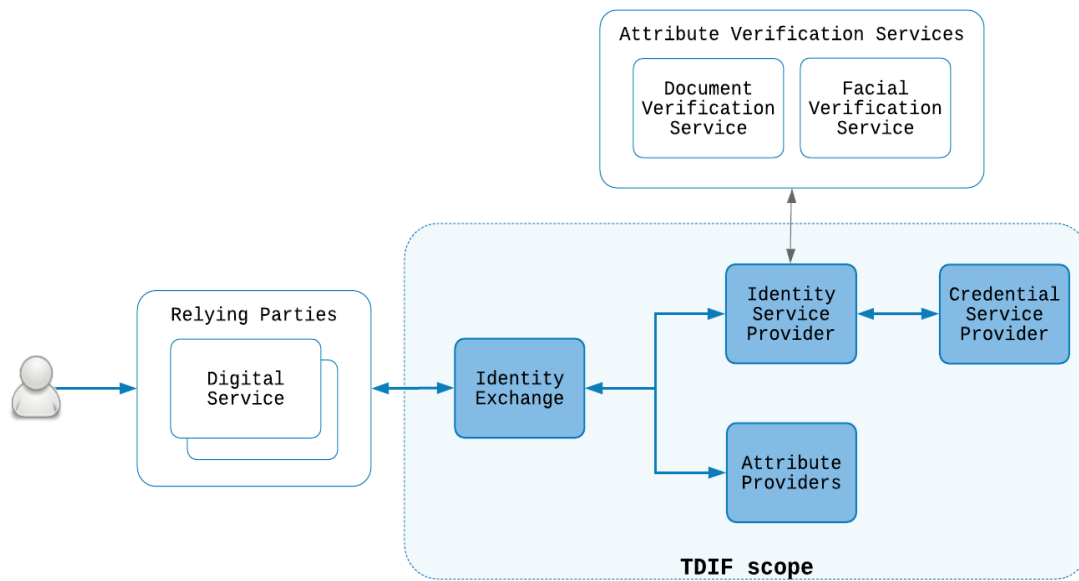 Attribute Verification Services
Document
Verification
Service
Facial
Verification
Service
Relying Parties
Digital
Service
Identity
Exchange
Identity
Service
Provider
Credential
Service
Provider
Attribute
Providers
TDIF scope